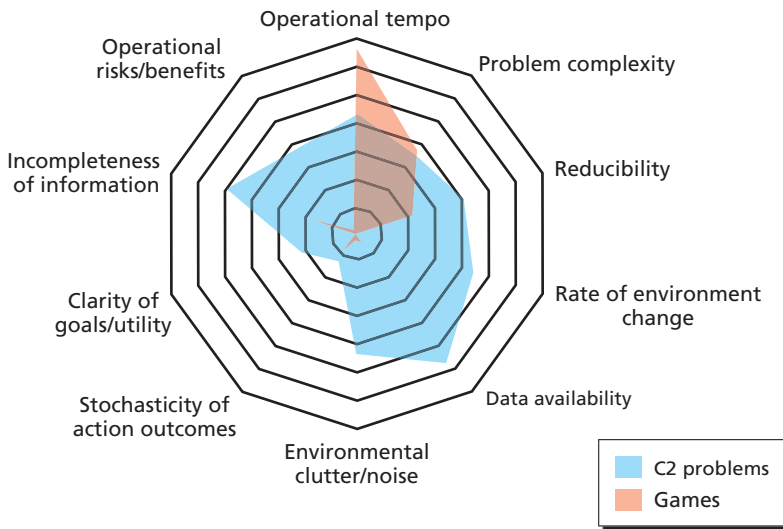 Operational tempo
Problem complexity
Reducibility
Rate of environment
change
Data availability
Environmental
clutter/noise
Stochasticity of
action outcomes
Clarity of
goals/utility
Incompleteness
of information
Operational
risks/benefits
C2 problems
Games